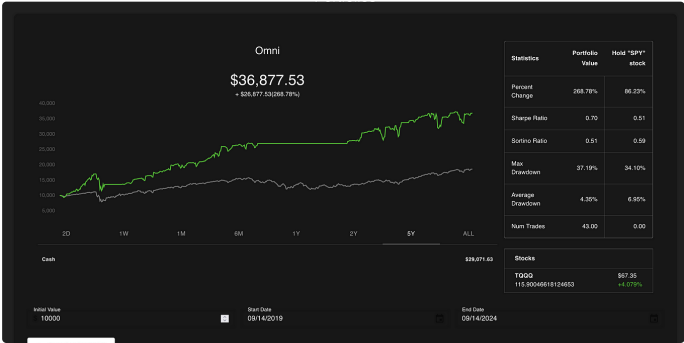 Omni
$36,877.53
+ $26,877.53(268.78%)
40,000
35,000
30,000
25,000
20,000
15,000
10,000
5,000
2D 1W 1M 6M 1Y 2Y 5Y ALL
Cash $29,071.63
Statistics Portfolio Value Hold "SPY" stock
Percent Change 268.78% 86.23%
Sharpe Ratio 0.70 0.51
Sortino Ratio 0.51 0.59
Max Drawdown 37.19% 34.10%
Average Drawdown 4.35% 6.95%
Num Trades 43.00 0.00
Stocks
TQQQ $67.35
115.90046618124653 +4.079%
Initial Value
10000
Start Date
09/14/2019
End Date
09/14/2024